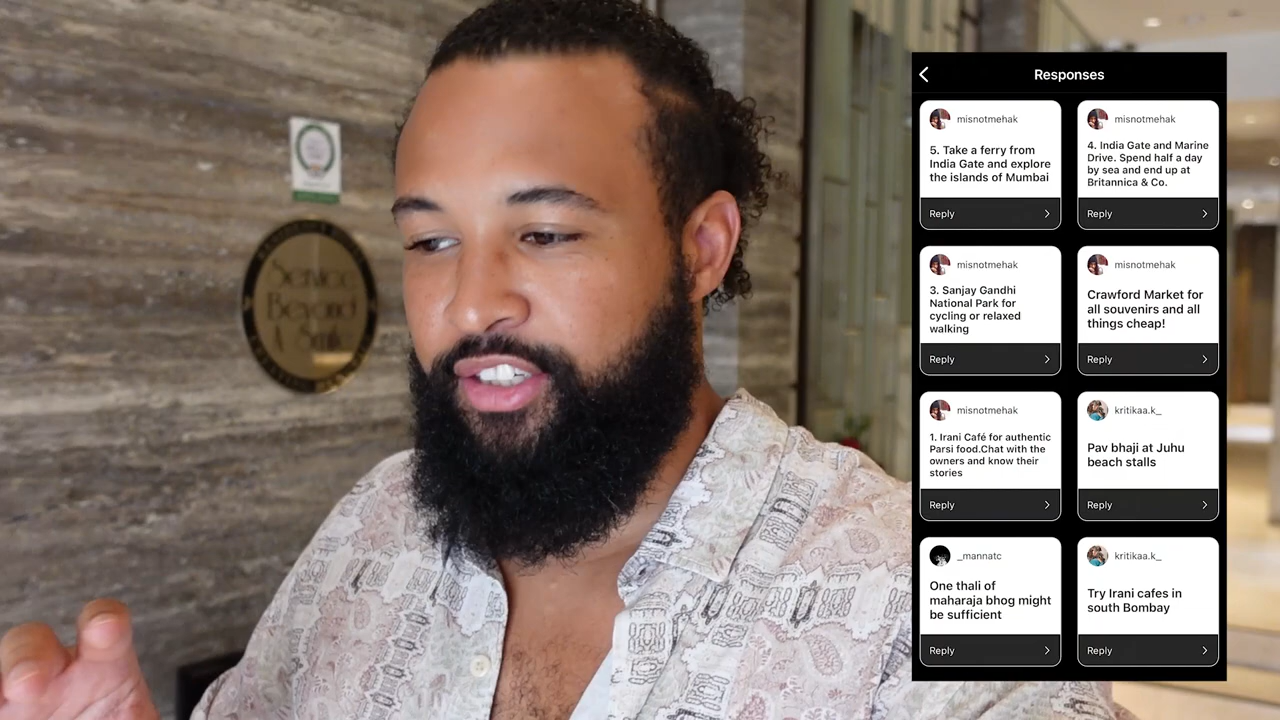 Service
Beyond
A Smile
Responses
misnotmehak
5. Take a ferry from
India Gate and explore
the islands of Mumbai
Reply
misnotmehak
4. India Gate and Marine
Drive. Spend half a day
by sea and end up at
Britannica & Co.
Reply
misnotmehak
3. Sanjay Gandhi
National Park for
cycling or relaxed
walking
Reply
misnotmehak
Crawford Market for
all souvenirs and all
things cheap!
Reply
misnotmehak
1. Irani Café for authentic
Parsi food.Chat with the
owners and know their
stories
Reply
kritikaa.k_
Pav bhaji at Juhu
beach stalls
Reply
_mannatc
One thali of
maharaja bhog might
be sufficient
Reply
kritikaa.k_
Try Irani cafes in
south Bombay
Reply